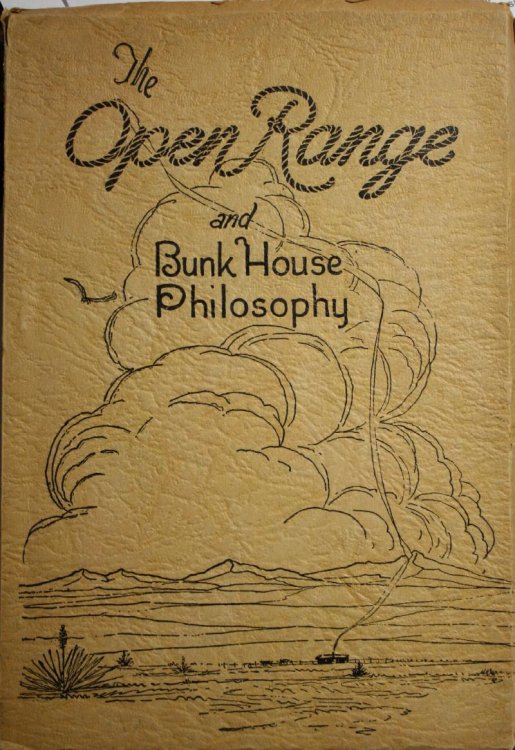 The
Open Range
and
Bunk House
Philosophy